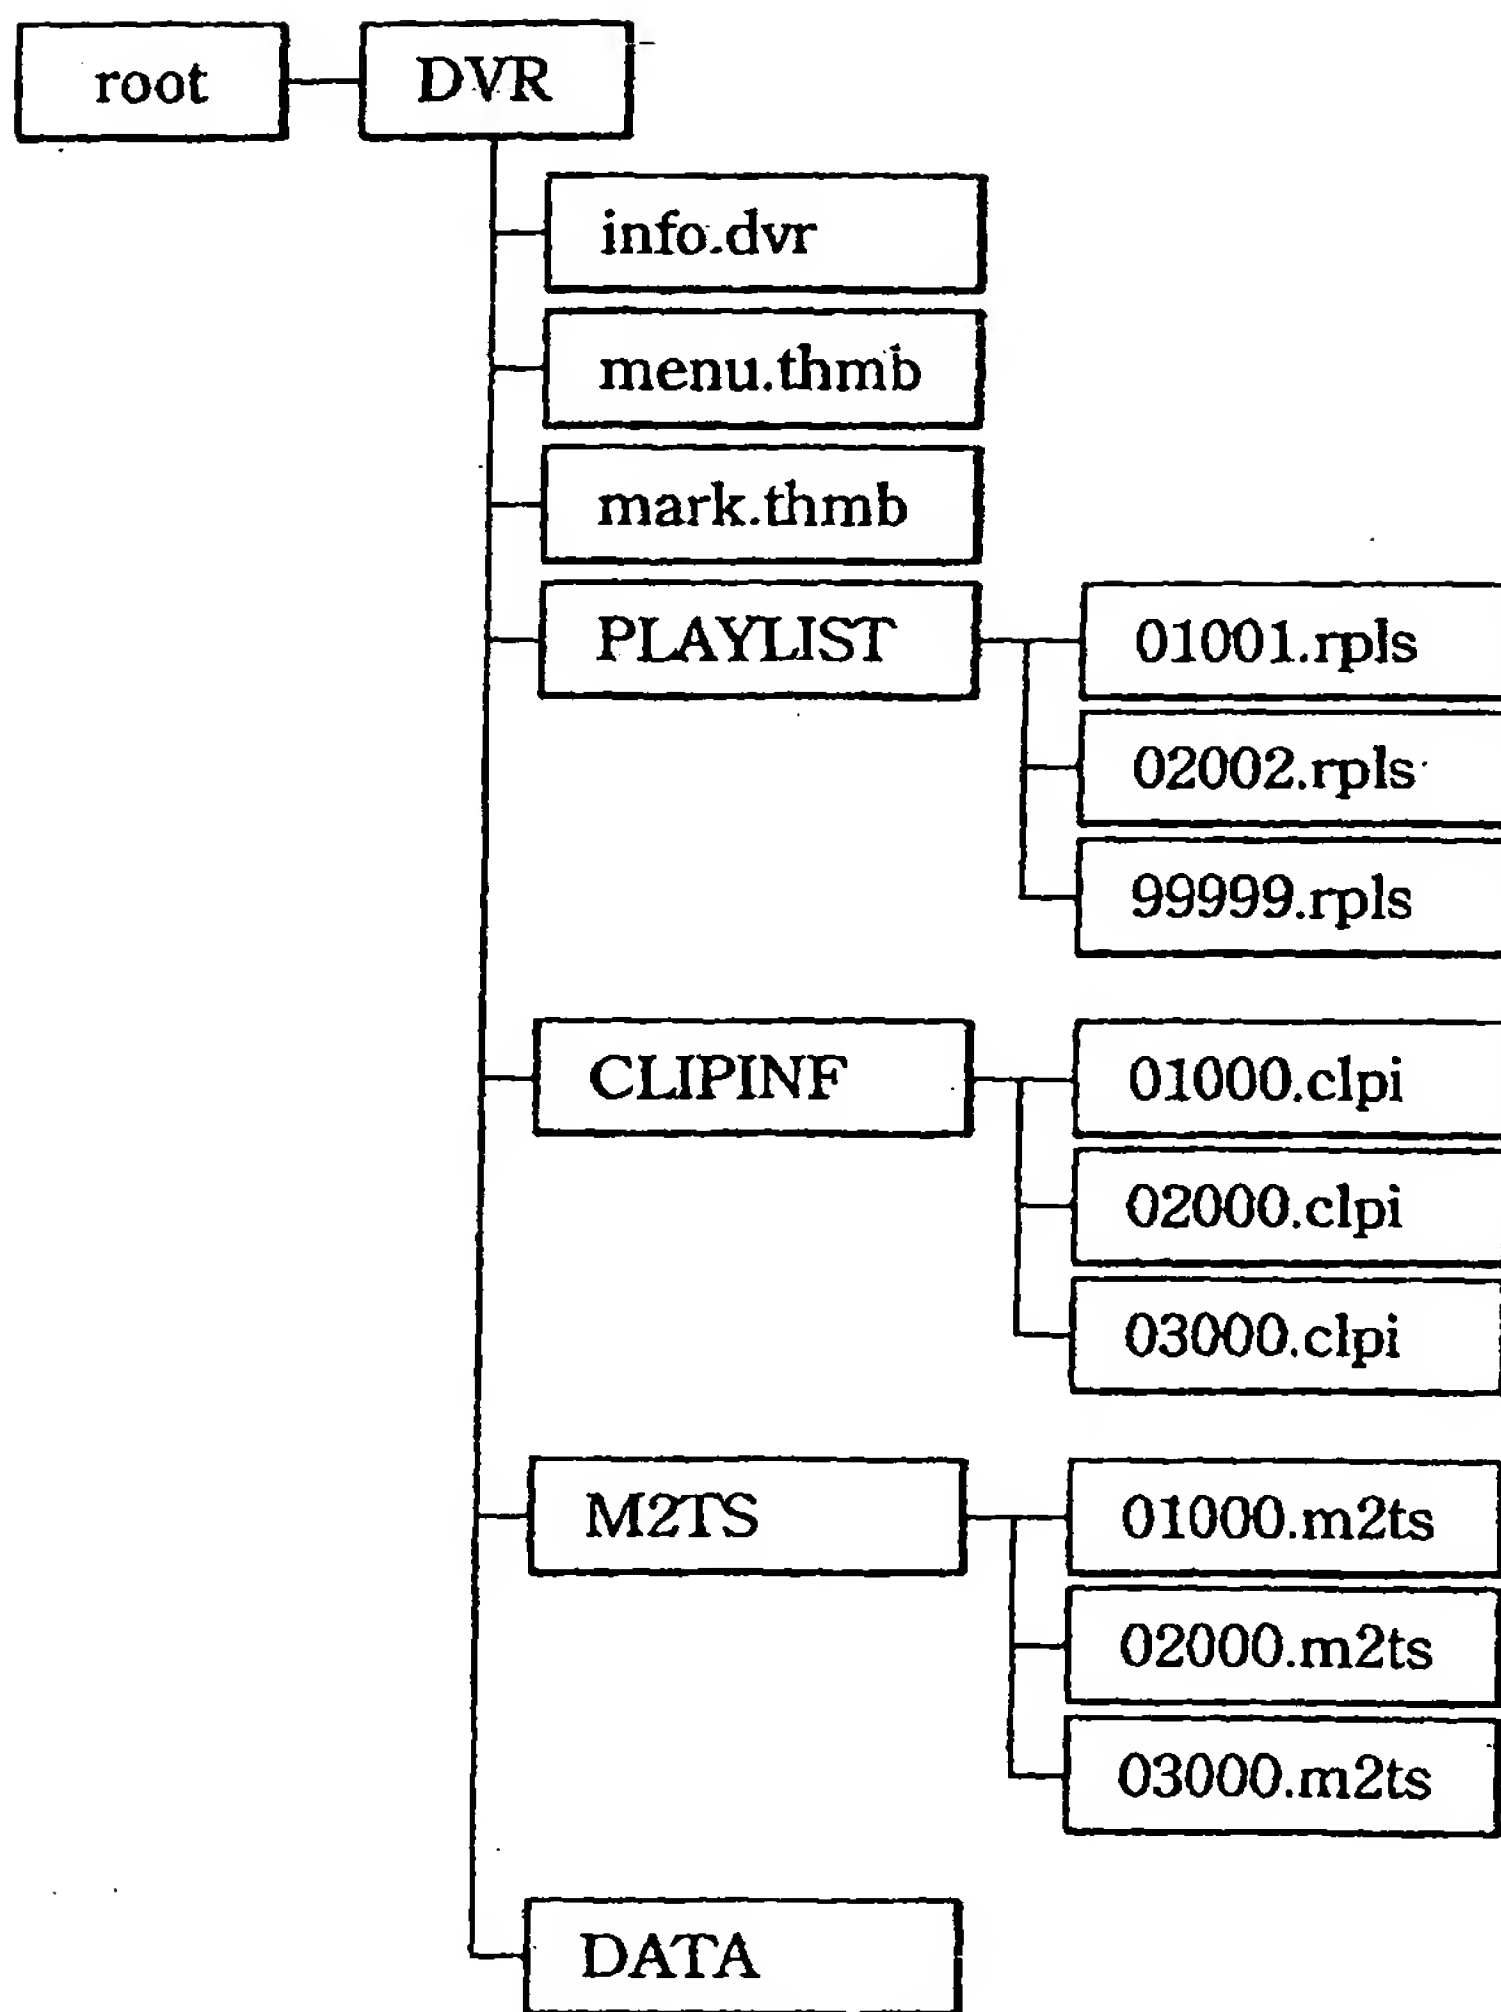 root
DVR
info.dvr
menu.thmb
mark.thmb
PLAYLIST
01001.rpls
02002.rpls
99999.rpls
CLIPINF
01000.clpi
02000.clpi
03000.clpi
M2TS
01000.m2ts
02000.m2ts
03000.m2ts
DATA